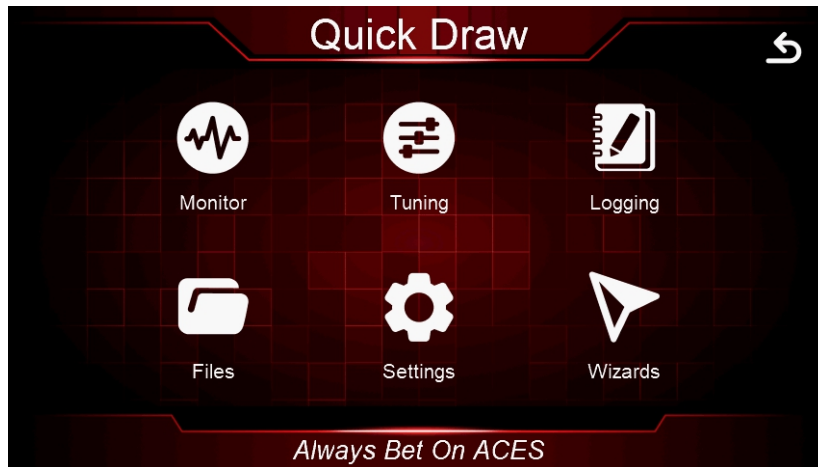 Quick Draw
Monitor
Tuning
Logging
Files
Settings
Wizards
Always Bet On ACES